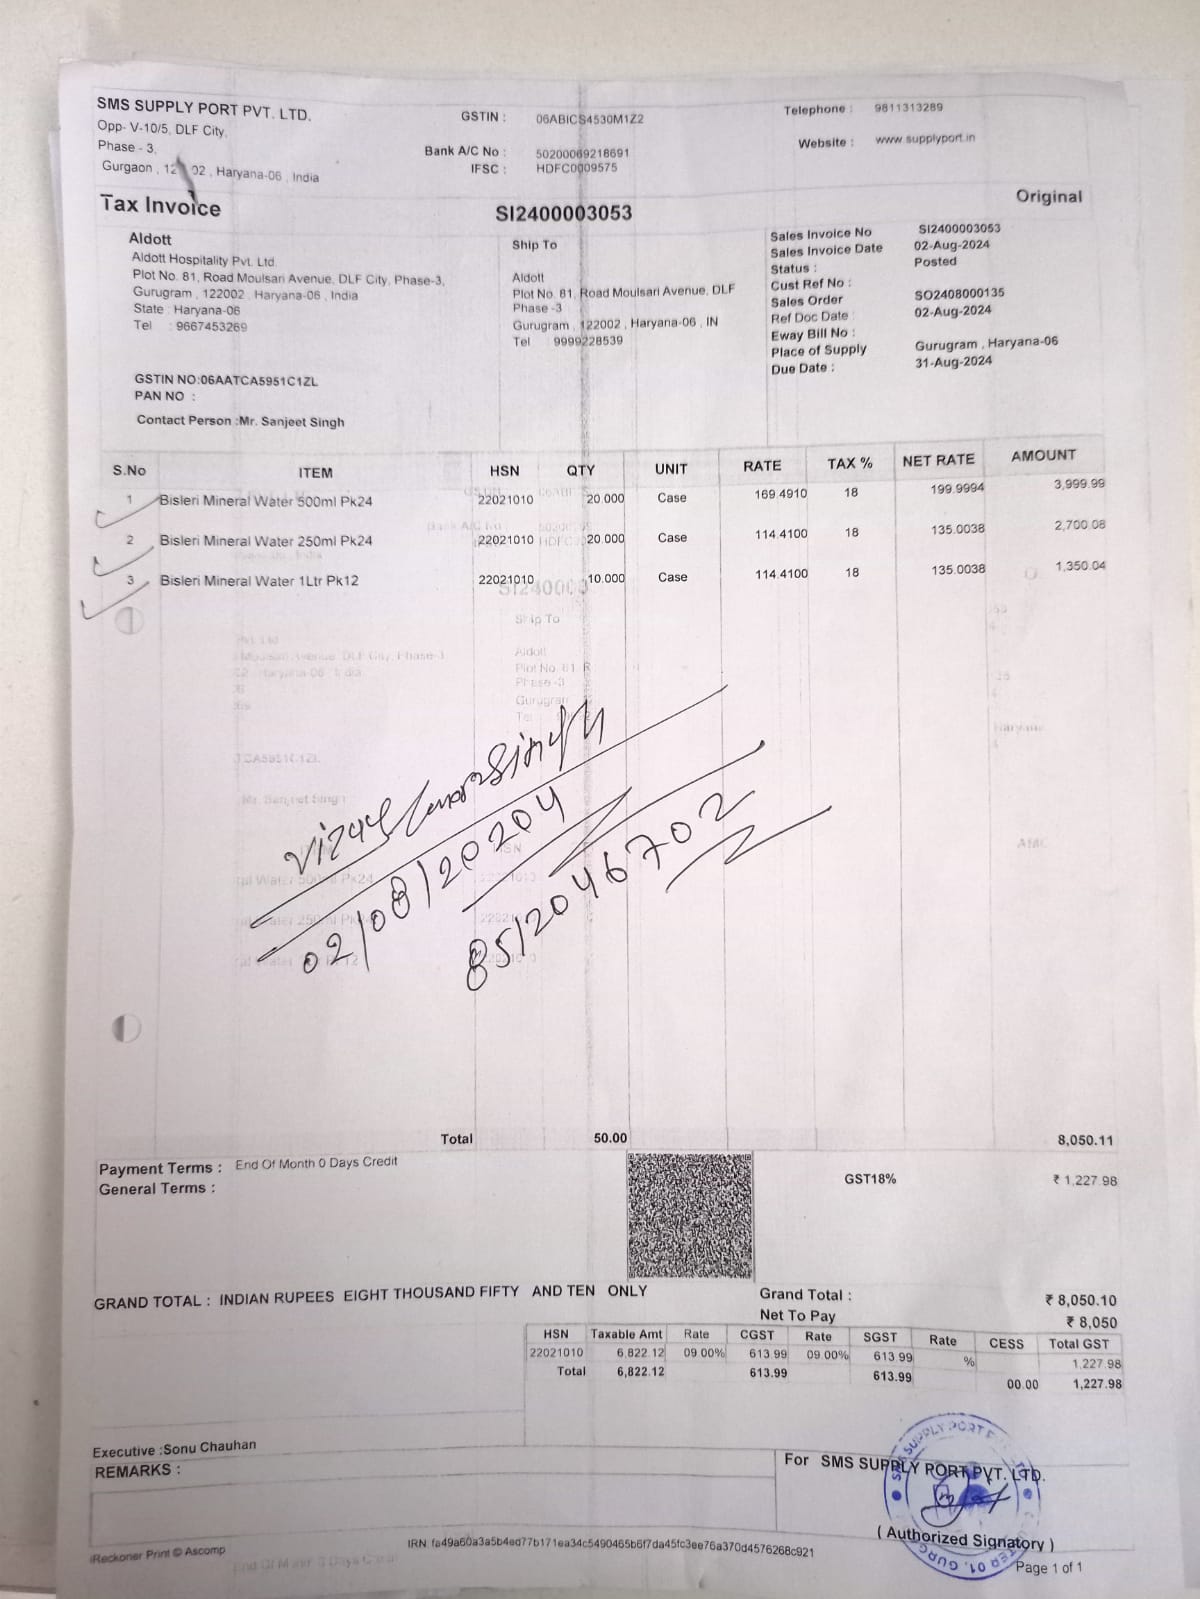 SMS SUPPLY PORT PVT. LTD.
Opp- V-10/5, DLF City,
Phase - 3,
Gurgaon , 12 02 , Haryana-06 , India
GSTIN : 06ABICS4530M1Z2
Bank A/C No : 50200069218691
IFSC : HDFC0009575
Telephone : 9811313289
Website : www.supplyport.in
Tax Invoice
SI2400003053
Original
Aldott
Aldott Hospitality Pvt. Ltd.
Plot No. 81, Road Moulsari Avenue, DLF City, Phase-3,
Gurugram , 122002 , Haryana-06 , India
State : Haryana-06
Tel : 9667453269
GSTIN NO:06AATCA5951C1ZL
PAN NO :
Contact Person :Mr. Sanjeet Singh
Ship To
Aldott
Plot No. 81, Road Moulsari Avenue, DLF
Phase -3
Gurugram , 122002 , Haryana-06 , IN
Tel 9999228539
Sales Invoice No SI2400003053
Sales Invoice Date 02-Aug-2024
Status : Posted
Cust Ref No :
Sales Order SO2408000135
Ref Doc Date 02-Aug-2024
Eway Bill No :
Place of Supply Gurugram , Haryana-06
Due Date : 31-Aug-2024
S.No ITEM HSN QTY UNIT RATE TAX % NET RATE AMOUNT
1 Bisleri Mineral Water 500ml Pk24 22021010 20.000 Case 169.4910 18 199.9994 3,999.99
2 Bisleri Mineral Water 250ml Pk24 22021010 20.000 Case 114.4100 18 135.0038 2,700.08
3 Bisleri Mineral Water 1Ltr Pk12 22021010 10.000 Case 114.4100 18 135.0038 1,350.04
02/08/20204
8512046702
Total 50.00 8,050.11
Payment Terms : End Of Month 0 Days Credit
General Terms :
GST18% ₹ 1,227.98
GRAND TOTAL : INDIAN RUPEES EIGHT THOUSAND FIFTY AND TEN ONLY
Grand Total : ₹ 8,050.10
Net To Pay ₹ 8,050
HSN Taxable Amt Rate CGST Rate SGST Rate CESS Total GST
22021010 6,822.12 09.00% 613.99 09.00% 613.99 % 1,227.98
Total 6,822.12 613.99 613.99 00.00 1,227.98
Executive :Sonu Chauhan
REMARKS :
For SMS SUPPLY PORT PVT. LTD.
( Authorized Signatory )
iReckoner Print © Ascomp
IRN fa49a60a3a5b4ed77b171ea34c5490465b6f7da45fc3ee76a370d4576268c921
Page 1 of 1